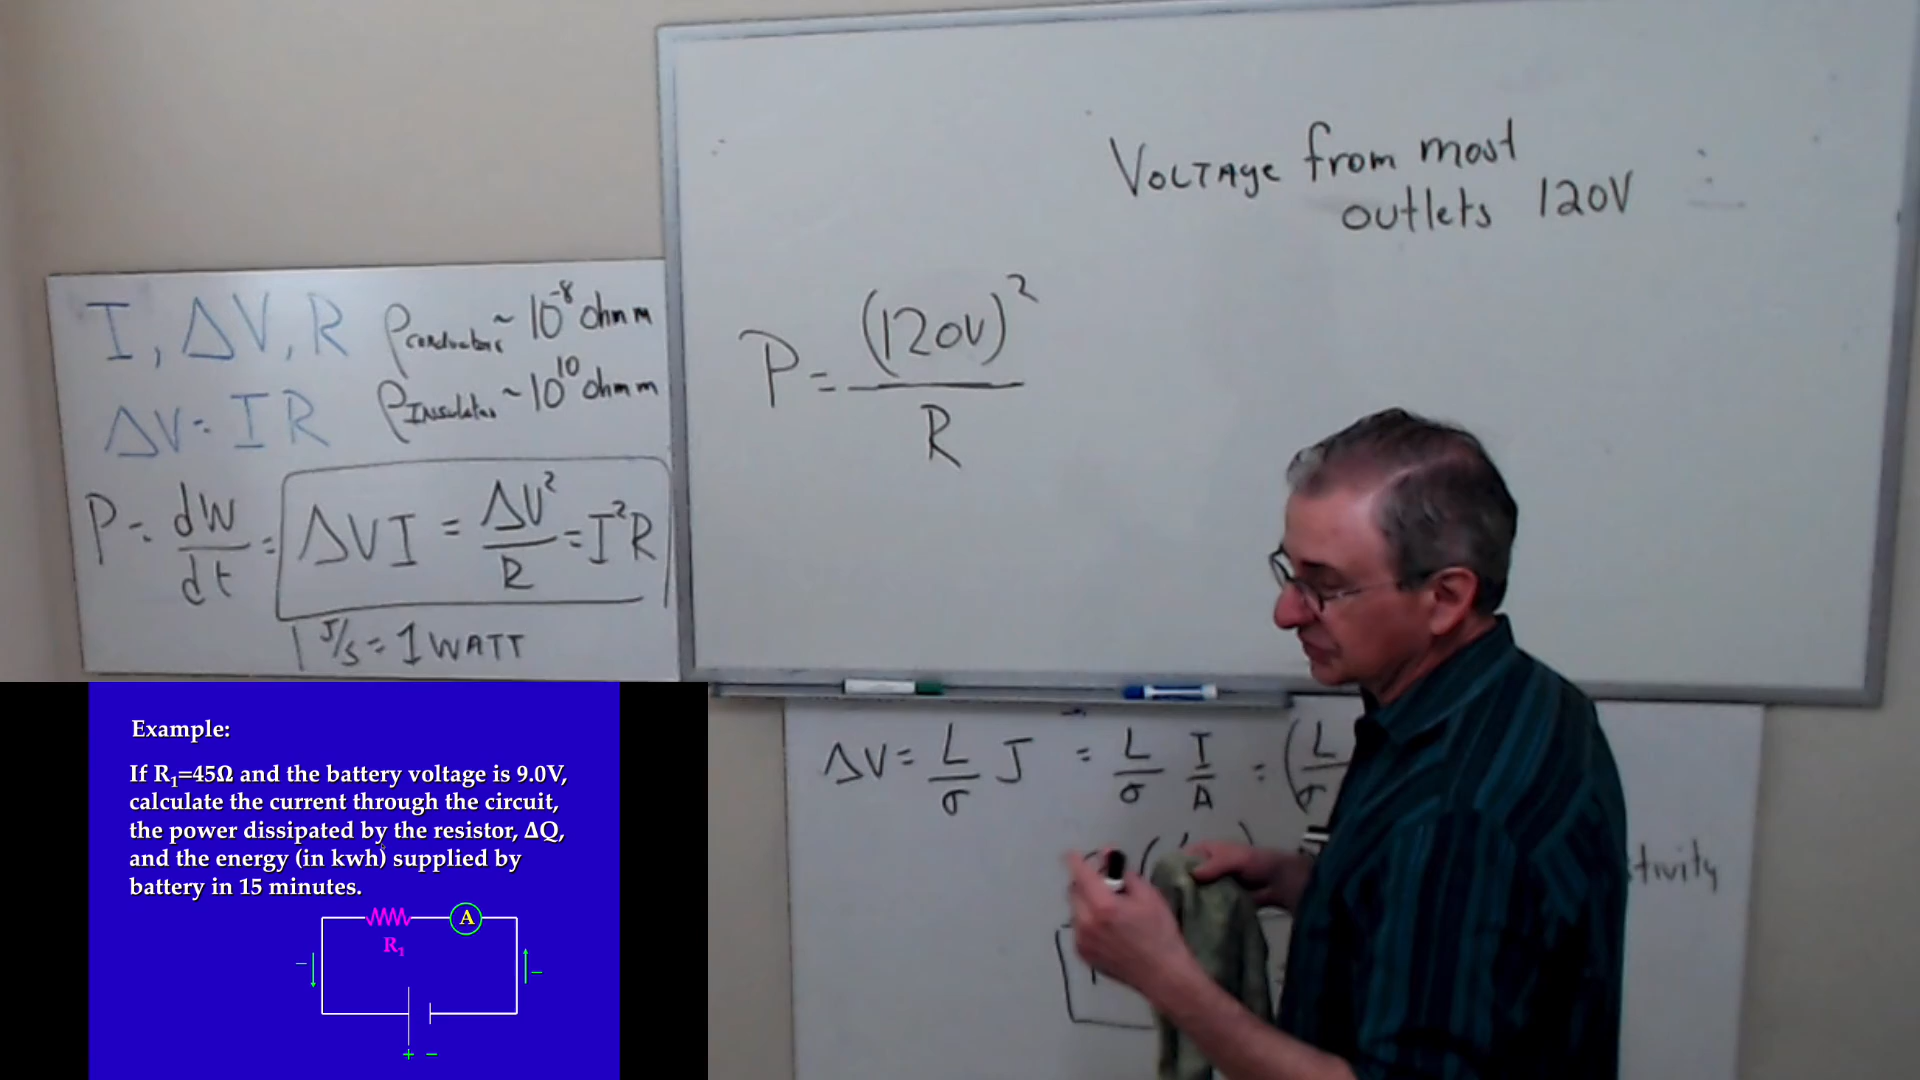 VOLTAge from most
outlets 120V
P = (120V)² / R
I, ΔV, R
ρ conductors ~ 10⁻⁸ ohm m
ΔV = IR
ρ Insulator ~ 10¹⁰ ohm m
P = dW/dt = ΔVI = ΔV²/R = I²R
1 J/s = 1 WATT
ΔV = L/σ J = L/σ I/A = (L/σ
tivity
Example:
If R₁=45Ω and the battery voltage is 9.0V,
calculate the current through the circuit,
the power dissipated by the resistor, ΔQ,
and the energy (in kwh) supplied by
battery in 15 minutes.
A
R₁
− −
+ −